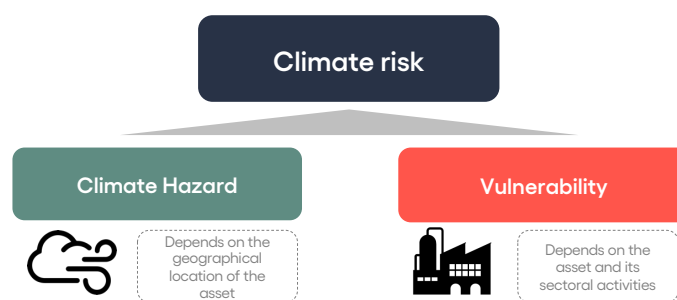 Climate risk
Climate Hazard
Vulnerability
Depends on the
geographical
location of the
asset
Depends on the
asset and its
sectoral activities